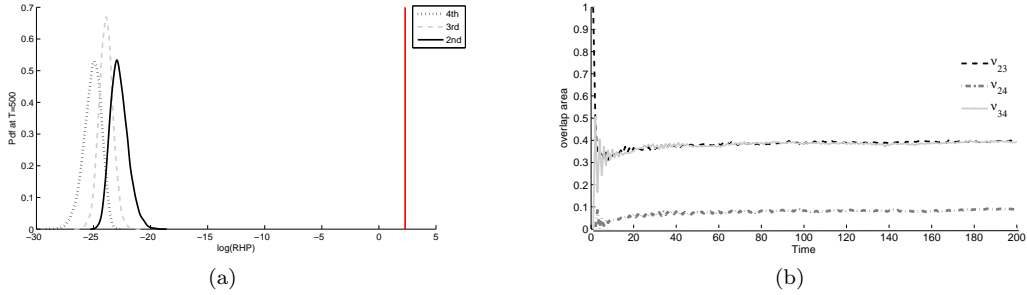 0.7
0.6
0.5
0.4
0.3
0.2
0.1
0
Pdf at T=500
−30 −25 −20 −15 −10 −5 0 5
log(RHP)
4th
3rd
2nd
(a)
1
0.9
0.8
0.7
0.6
0.5
0.4
0.3
0.2
0.1
0
overlap area
0 20 40 60 80 100 120 140 160 180 200
Time
ν23
ν24
ν34
(b)